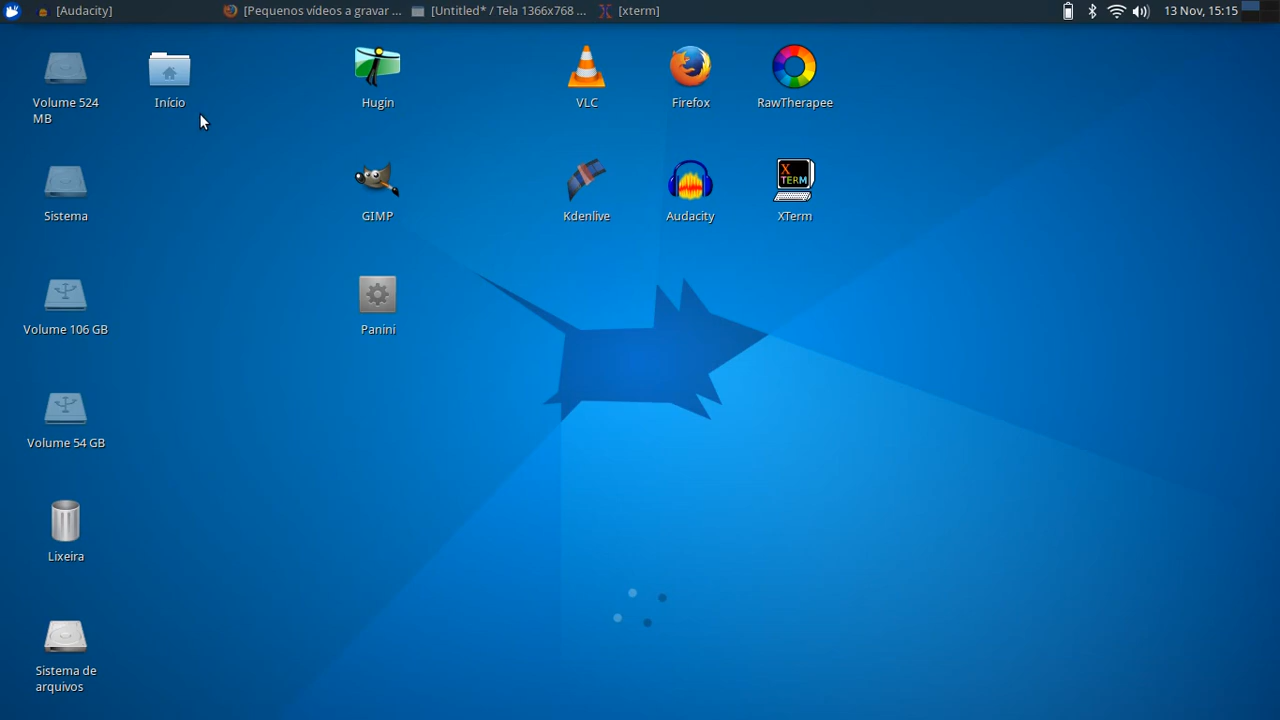 [Audacity]
[Pequenos vídeos a gravar ...
[Untitled* / Tela 1366x768 ...
[xterm]
13 Nov, 15:15
Volume 524
MB
Início
Hugin
VLC
Firefox
RawTherapee
Sistema
GIMP
Kdenlive
Audacity
X
TERM
XTerm
Volume 106 GB
Panini
Volume 54 GB
Lixeira
Sistema de
arquivos